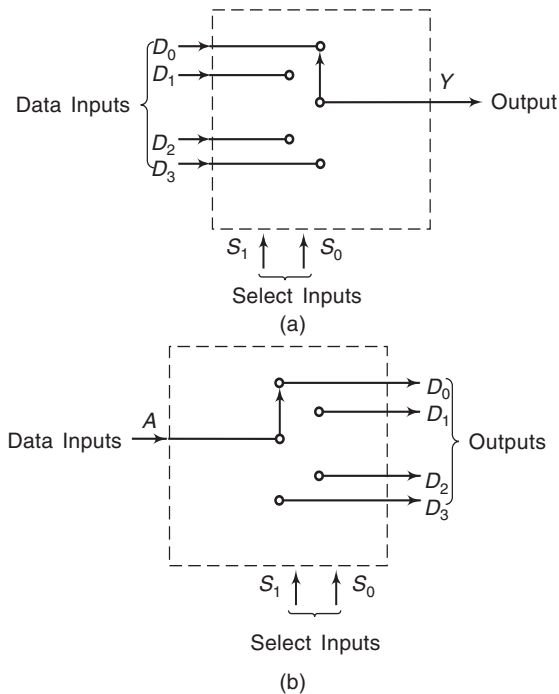 D0
D1
Data Inputs
D2
D3
Y
Output
S1 S0
Select Inputs
(a)
A
Data Inputs
D0
D1
Outputs
D2
D3
S1 S0
Select Inputs
(b)